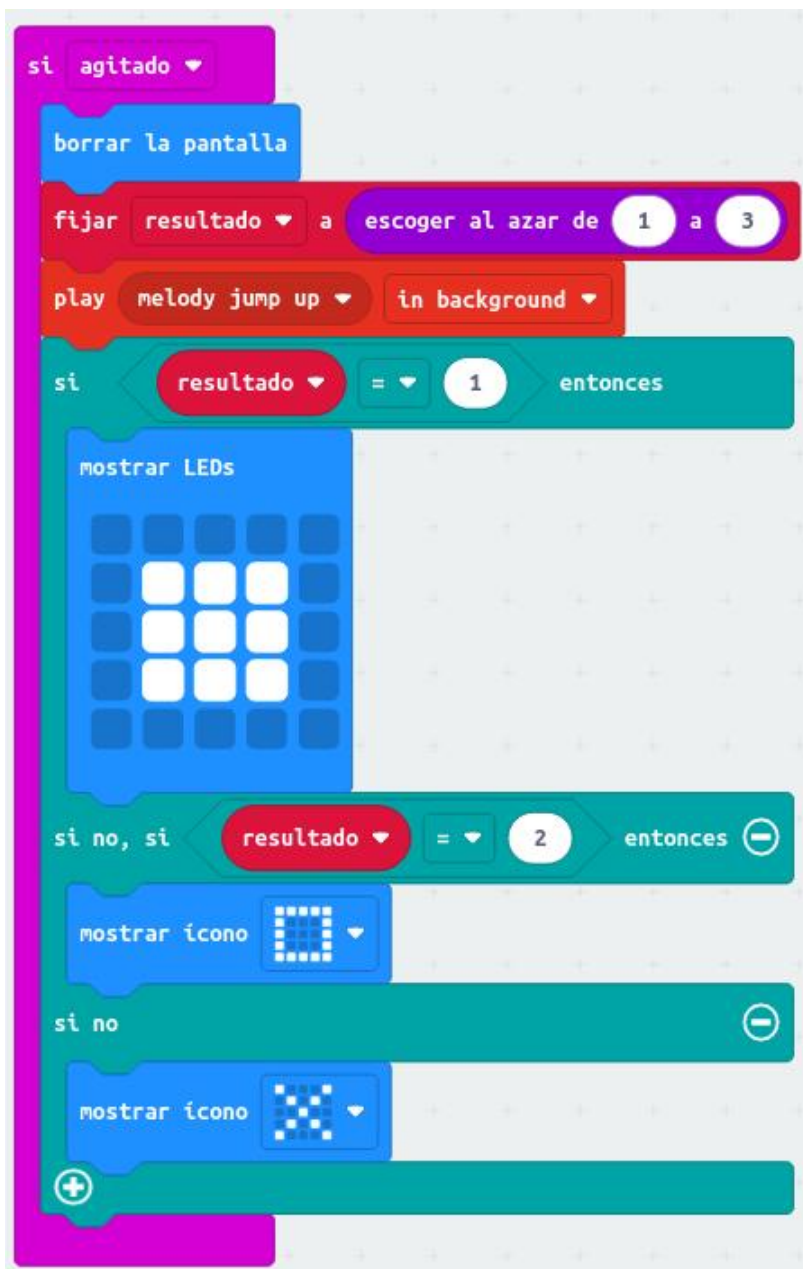 si agitado
borrar la pantalla
fijar resultado a escoger al azar de 1 a 3
play melody jump up in background
si resultado = 1 entonces
mostrar LEDs
si no, si resultado = 2 entonces
mostrar ícono
si no
mostrar ícono